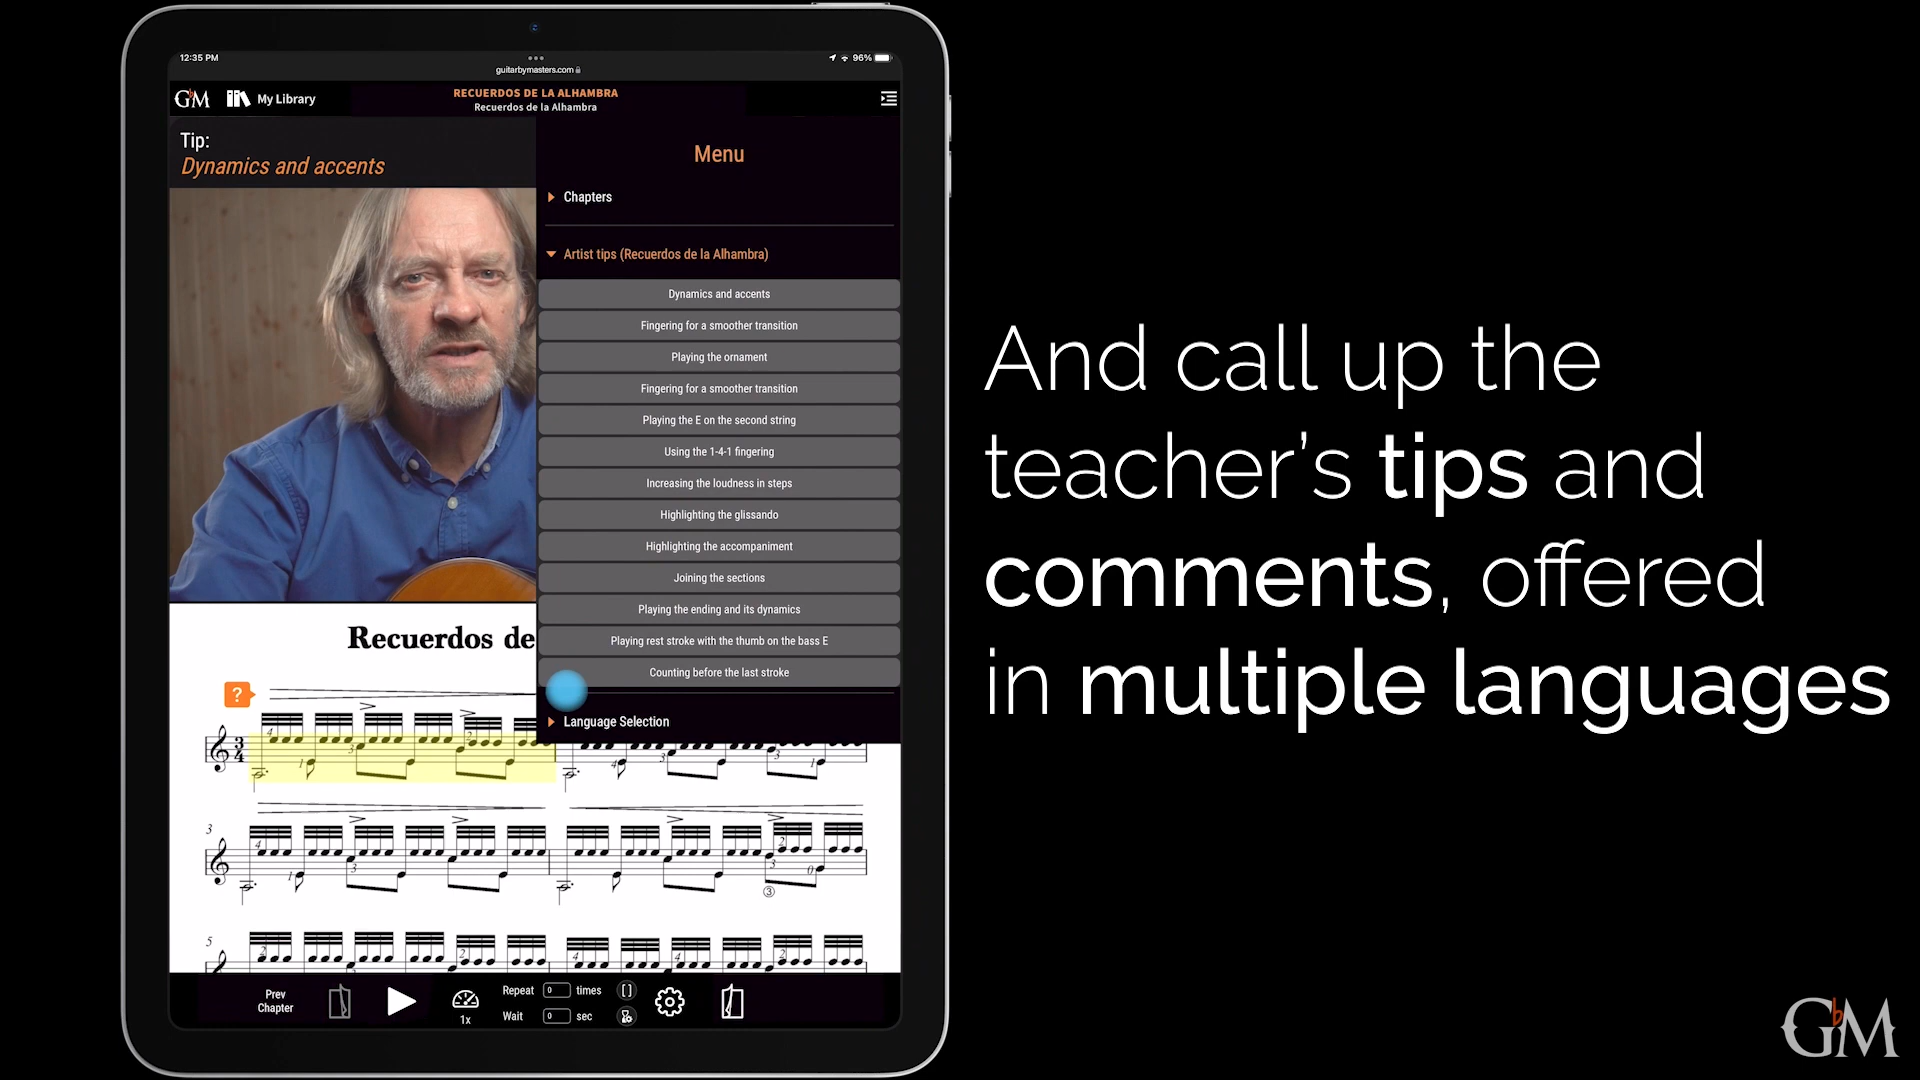 12:35 PM
guitarbymasters.com
96%
GbM
My Library
RECUERDOS DE LA ALHAMBRA
Recuerdos de la Alhambra
Tip:
Dynamics and accents
Menu
Chapters
Artist tips (Recuerdos de la Alhambra)
Dynamics and accents
Fingering for a smoother transition
Playing the ornament
Fingering for a smoother transition
Playing the E on the second string
Using the 1-4-1 fingering
Increasing the loudness in steps
Highlighting the glissando
Highlighting the accompaniment
Joining the sections
Playing the ending and its dynamics
Playing rest stroke with the thumb on the bass E
Counting before the last stroke
Language Selection
Recuerdos de
?
3
5
Prev
Chapter
1x
Repeat 0 times
Wait 0 sec
And call up the
teacher's tips and
comments, offered
in multiple languages
GbM